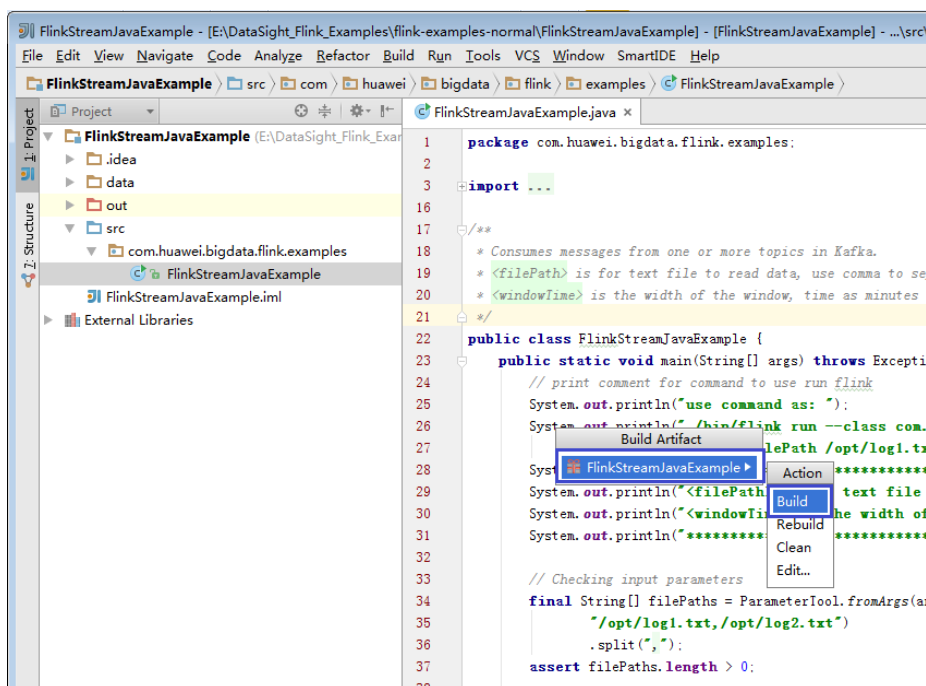 FlinkStreamJavaExample - [E:\DataSight_Flink_Examples\flink-examples-normal\FlinkStreamJavaExample] - [FlinkStreamJavaExample] - ...\src\
File Edit View Navigate Code Analyze Refactor Build Run Tools VCS Window SmartIDE Help
FlinkStreamJavaExample src com huawei bigdata flink examples FlinkStreamJavaExample
1: Project
7: Structure
Project
FlinkStreamJavaExample (E:\DataSight_Flink_Exar
.idea
data
out
src
com.huawei.bigdata.flink.examples
FlinkStreamJavaExample
FlinkStreamJavaExample.iml
External Libraries
FlinkStreamJavaExample.java ×
1 package com.huawei.bigdata.flink.examples;
2
3 import ...
16
17 /**
18 * Consumes messages from one or more topics in Kafka.
19 * <filePath> is for text file to read data, use comma to se
20 * <windowTime> is the width of the window, time as minutes
21 */
22 public class FlinkStreamJavaExample {
23 public static void main(String[] args) throws Excepti
24 // print comment for command to use run flink
25 System.out.println("use command as: ");
26 System.out.println("./bin/flink run --class com.
27 lePath /opt/log1.tx
28 Syst ***********
29 System.out.println("<filePath text file
30 System.out.println("<windowTi he width of
31 System.out.println("********* ***********
32
33 // Checking input parameters
34 final String[] filePaths = ParameterTool.fromArgs(a
35 "/opt/log1.txt,/opt/log2.txt")
36 .split(",");
37 assert filePaths.length > 0;
Build Artifact
FlinkStreamJavaExample
Action
Build
Rebuild
Clean
Edit...